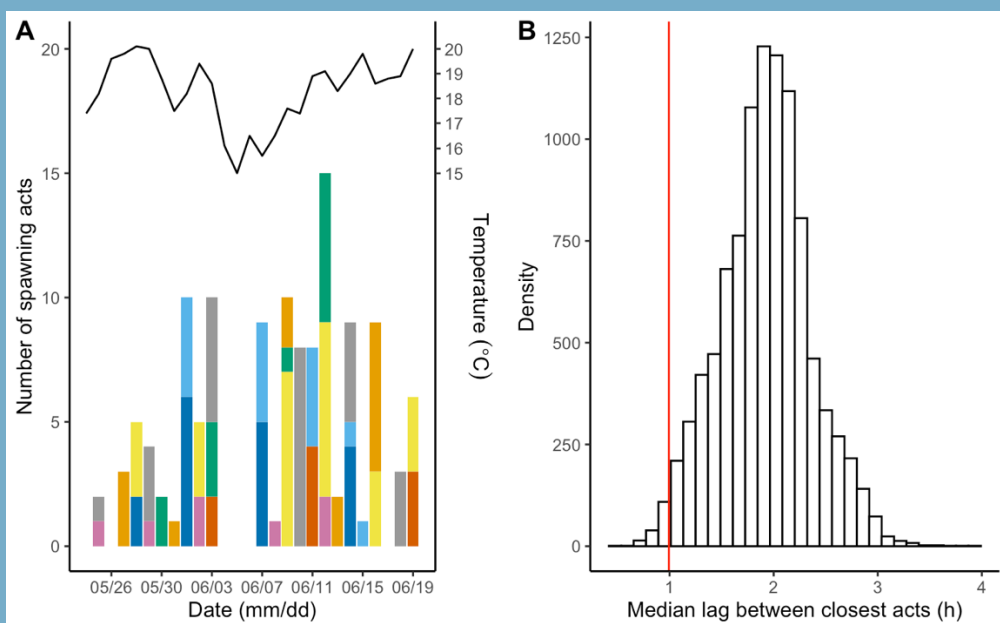 A
20
15
10
5
0
Number of spawning acts
20
19
18
17
16
15
Temperature (°C)
05/26 05/30 06/03 06/07 06/11 06/15 06/19
Date (mm/dd)
B
1250
1000
750
500
250
0
Density
1 2 3 4
Median lag between closest acts (h)